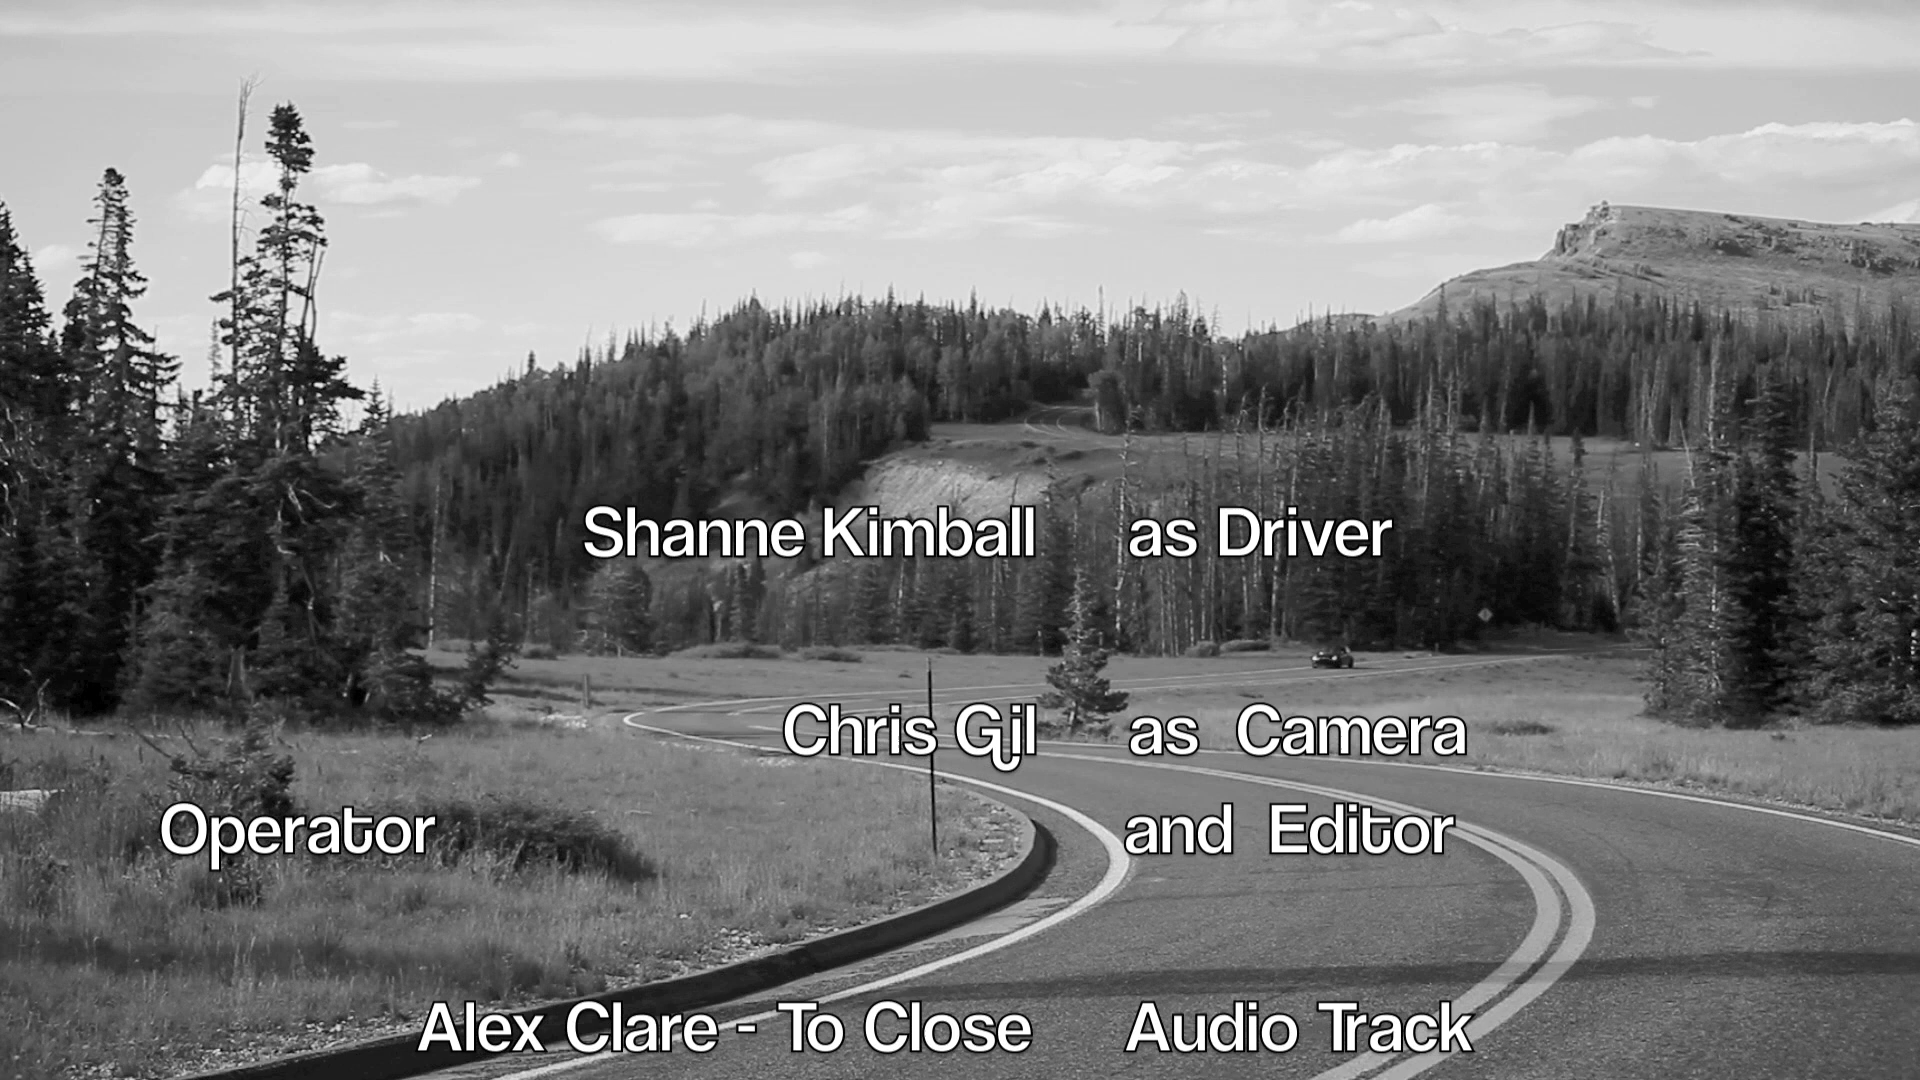 Shanne Kimball as Driver
Chris Gil as Camera
Operator and Editor
Alex Clare - To Close Audio Track